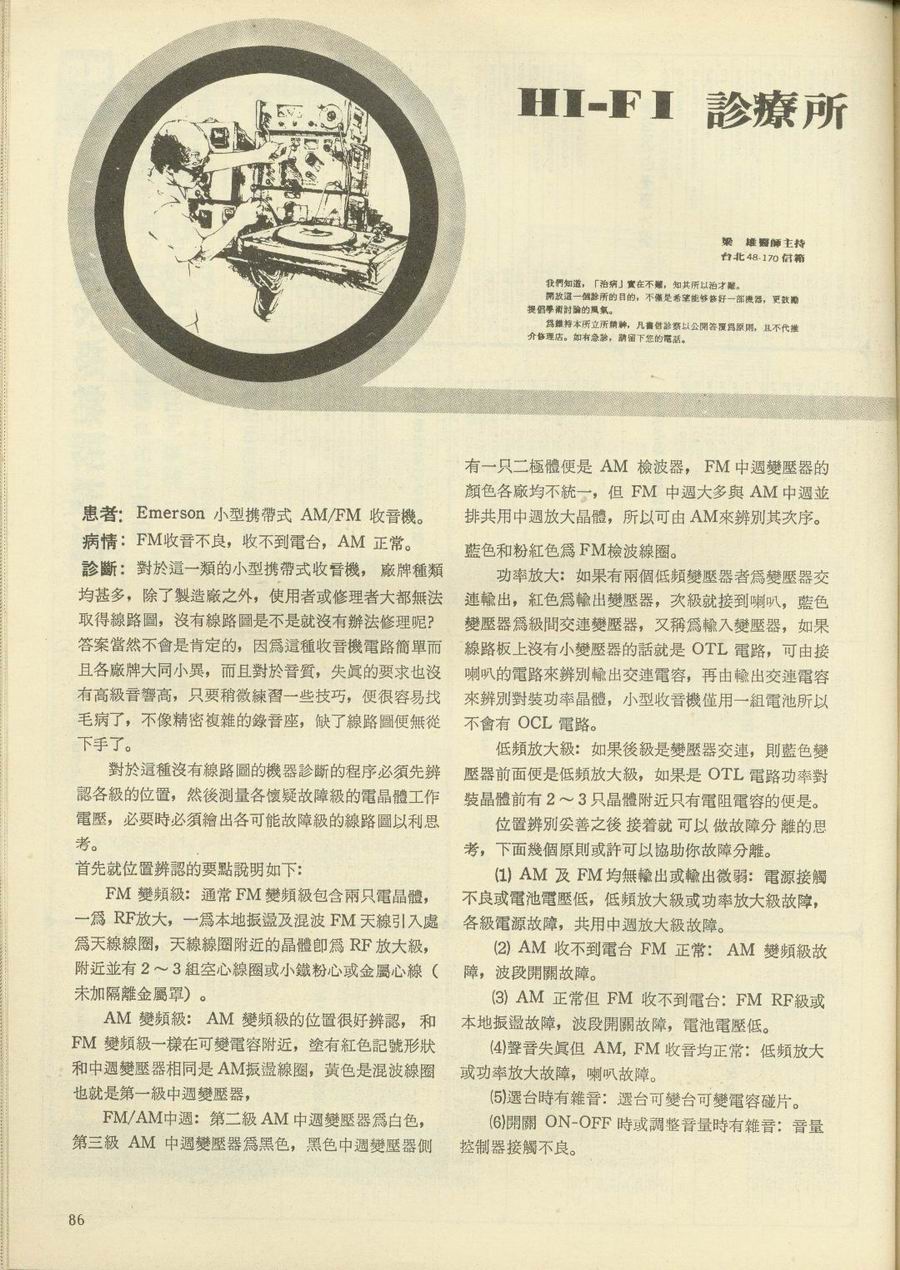 HI-FI 診療所
梁 雄醫師主持
台北48-170信箱
我們知道，「治病」實在不難，知其所以治才難。
開放這一個診所的目的，不僅是希望能够修好一部機器，更鼓勵
提倡學術討論的風氣。
爲維持本所立所精神，凡書信診察以公開答覆爲原則，且不代推
介修理店。如有急診，請留下您的電話。
患者：Emerson 小型携帶式 AM/FM 收音機。
病情：FM收音不良，收不到電台，AM 正常。
診斷：對於這一類的小型携帶式收音機，廠牌種類
均甚多，除了製造廠之外，使用者或修理者大都無法
取得線路圖，沒有線路圖是不是就沒有辦法修理呢？
答案當然不會是肯定的，因爲這種收音機電路簡單而
且各廠牌大同小異，而且對於音質，失眞的要求也沒
有高級音響高，只要稍微練習一些技巧，便很容易找
毛病了，不像精密複雜的錄音座，缺了線路圖便無從
下手了。
對於這種沒有線路圖的機器診斷的程序必須先辨
認各級的位置，然後測量各懷疑故障級的電晶體工作
電壓，必要時必須繪出各可能故障級的線路圖以利思
考。
首先就位置辨認的要點說明如下：
FM 變頻級：通常 FM 變頻級包含兩只電晶體，
一爲 RF放大，一爲本地振盪及混波 FM 天線引入處
爲天線線圈，天線線圈附近的晶體卽爲 RF 放大級，
附近並有 2 ～ 3 組空心線圈或小鐵粉心或金屬心線（
未加隔離金屬罩）。
AM 變頻級： AM 變頻級的位置很好辨認，和
FM 變頻級一樣在可變電容附近，塗有紅色記號形狀
和中週變壓器相同是 AM振盪線圈，黃色是混波線圈
也就是第一級中週變壓器，
FM/AM中週：第二級 AM 中週變壓器爲白色，
第三級 AM 中週變壓器爲黑色，黑色中週變壓器側
有一只二極體便是 AM 檢波器，FM 中週變壓器的
顏色各廠均不統一，但 FM 中週大多與 AM 中週並
排共用中週放大晶體，所以可由 AM來辨別其次序。
藍色和粉紅色爲 FM檢波線圈。
功率放大：如果有兩個低頻變壓器者爲變壓器交
連輸出，紅色爲輸出變壓器，次級就接到喇叭，藍色
變壓器爲級間交連變壓器，又稱爲輸入變壓器，如果
線路板上沒有小變壓器的話就是 OTL 電路，可由接
喇叭的電路來辨別輸出交連電容，再由輸出交連電容
來辨別對裝功率晶體，小型收音機僅用一組電池所以
不會有 OCL 電路。
低頻放大級：如果後級是變壓器交連，則藍色變
壓器前面便是低頻放大級，如果是 OTL 電路功率對
裝晶體前有 2 ～ 3 只晶體附近只有電阻電容的便是。
位置辨別妥善之後 接着就 可以 做故障分 離的思
考，下面幾個原則或許可以協助你故障分離。
⑴ AM 及 FM 均無輸出或輸出微弱：電源接觸
不良或電池電壓低，低頻放大級或功率放大級故障，
各級電源故障，共用中週放大級故障。
⑵ AM 收不到電台 FM 正常： AM 變頻級故
障，波段開關故障。
⑶ AM 正常但 FM 收不到電台：FM RF級或
本地振盪故障，波段開關故障，電池電壓低。
⑷聲音失眞但 AM, FM 收音均正常：低頻放大
或功率放大故障，喇叭故障。
⑸選台時有雜音：選台可變台可變電容碰片。
⑹開關 ON-OFF 時或調整音量時有雜音：音量
控制器接觸不良。
86